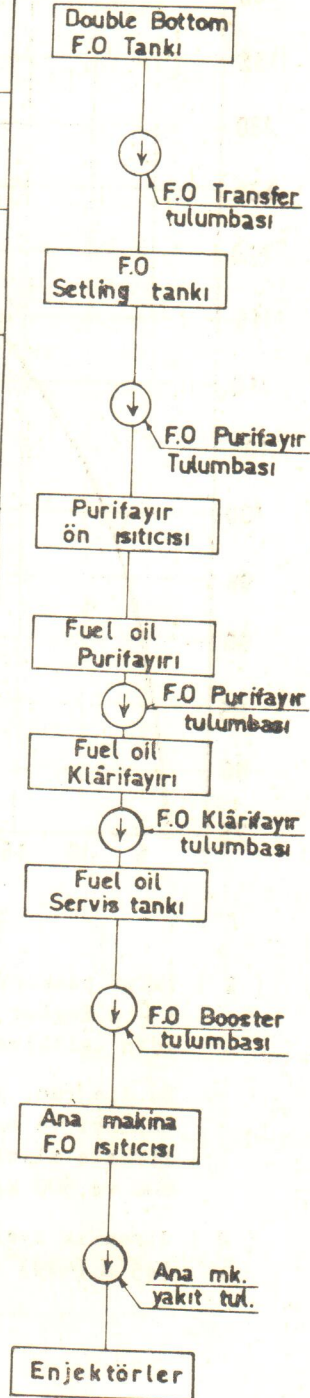 Double Bottom
F.O Tankı
F.O Transfer
tulumbası
F.O
Setling tankı
F.O Purifayır
Tulumbası
Purifayır
ön ısıtıcısı
Fuel oil
Purifayırı
F.O Purifayır
tulumbası
Fuel oil
Klârifayırı
F.O Klârifayır
tulumbası
Fuel oil
Servis tankı
F.O Booster
tulumbası
Ana makina
F.O ısıtıcısı
Ana mk.
yakıt tul.
Enjektörler